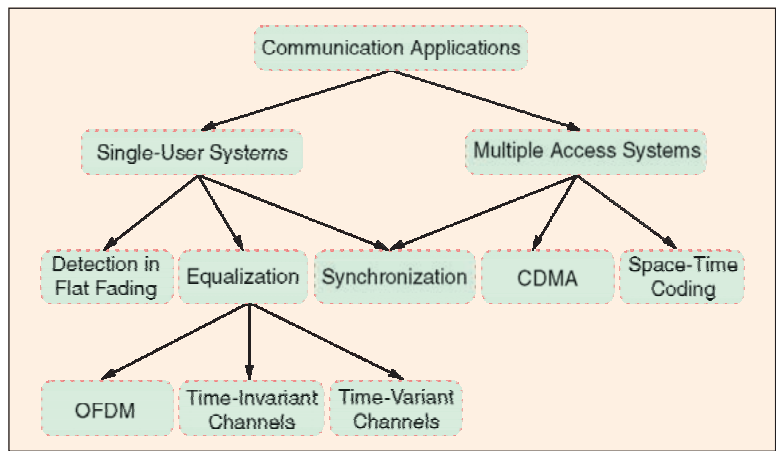 Communication Applications
Single-User Systems
Multiple Access Systems
Detection in
Flat Fading
Equalization
Synchronization
CDMA
Space-Time
Coding
OFDM
Time-Invariant
Channels
Time-Variant
Channels